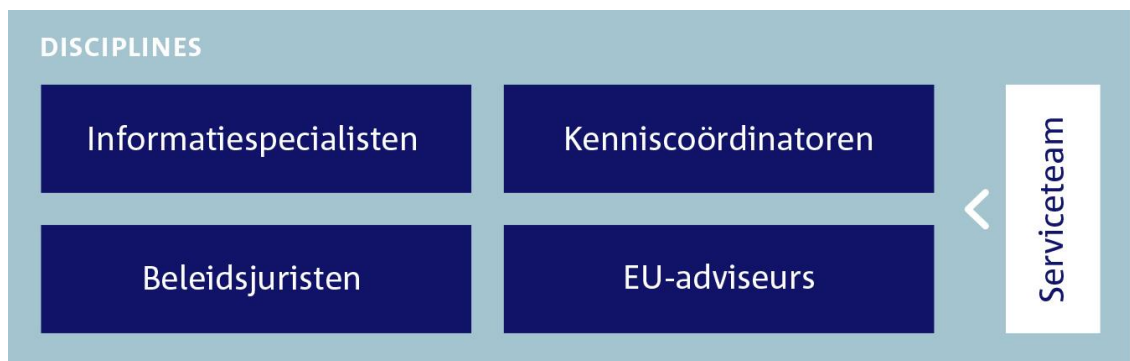 DISCIPLINES
Informatiespecialisten
Kenniscoördinatoren
Beleidsjuristen
EU-adviseurs
Serviceteam